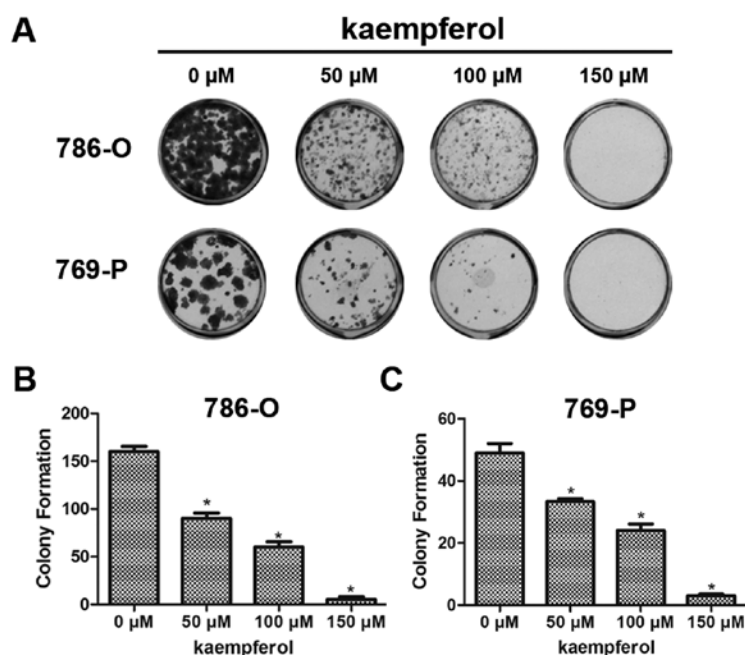 A
kaempferol
0 µM 50 µM 100 µM 150 µM
786-O
769-P
B
786-O
Colony Formation
200
150
100
50
0
*
*
*
0 µM 50 µM 100 µM 150 µM
kaempferol
C
769-P
Colony Formation
60
40
20
0
*
*
*
0 µM 50 µM 100 µM 150 µM
kaempferol